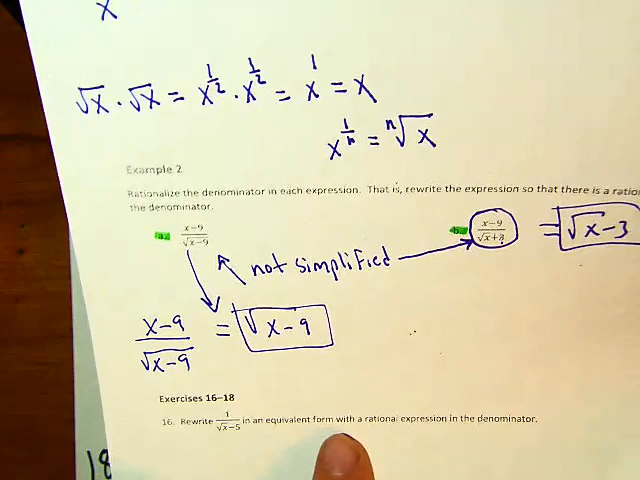 x
√x · √x = x^(1/2) · x^(1/2) = x^1 = x
x^(1/n) = ⁿ√x
Example 2
Rationalize the denominator in each expression. That is, rewrite the expression so that there is a
the denominator.
a. (x−9)/√(x−9)
b. (x−9)/(√x+3) = √x−3
not simplified
(x−9)/√(x−9) = √(x−9)
Exercises 16–18
16. Rewrite 1/(√x−5) in an equivalent form with a rational expression in the denominator.
18